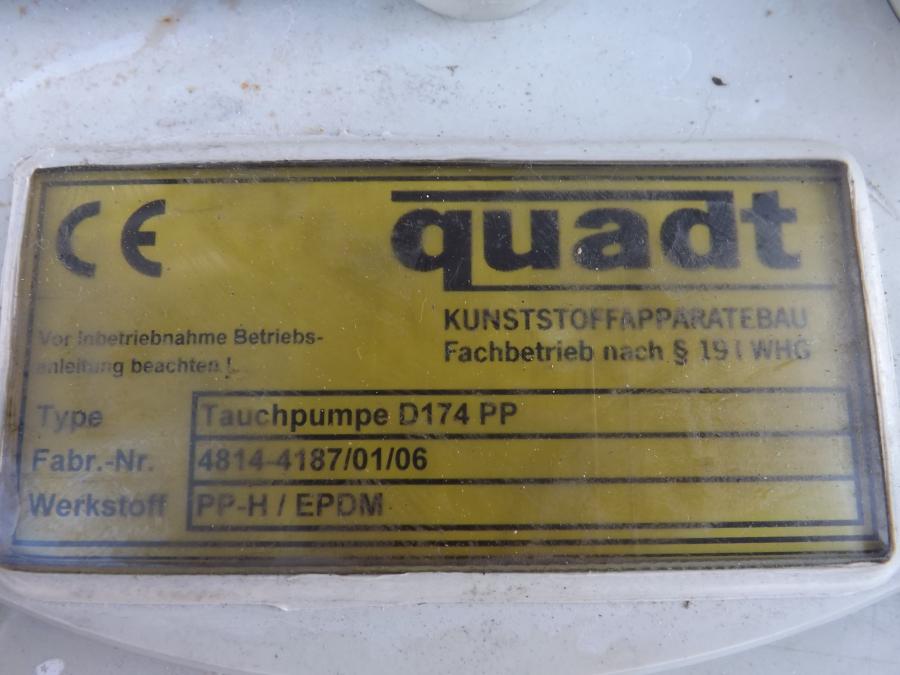 CE
quadt
KUNSTSTOFFAPPARATEBAU
Fachbetrieb nach § 19 l WHG
Vor Inbetriebnahme Betriebs-
anleitung beachten !
Type Tauchpumpe D174 PP
Fabr.-Nr. 4814-4187/01/06
Werkstoff PP-H / EPDM